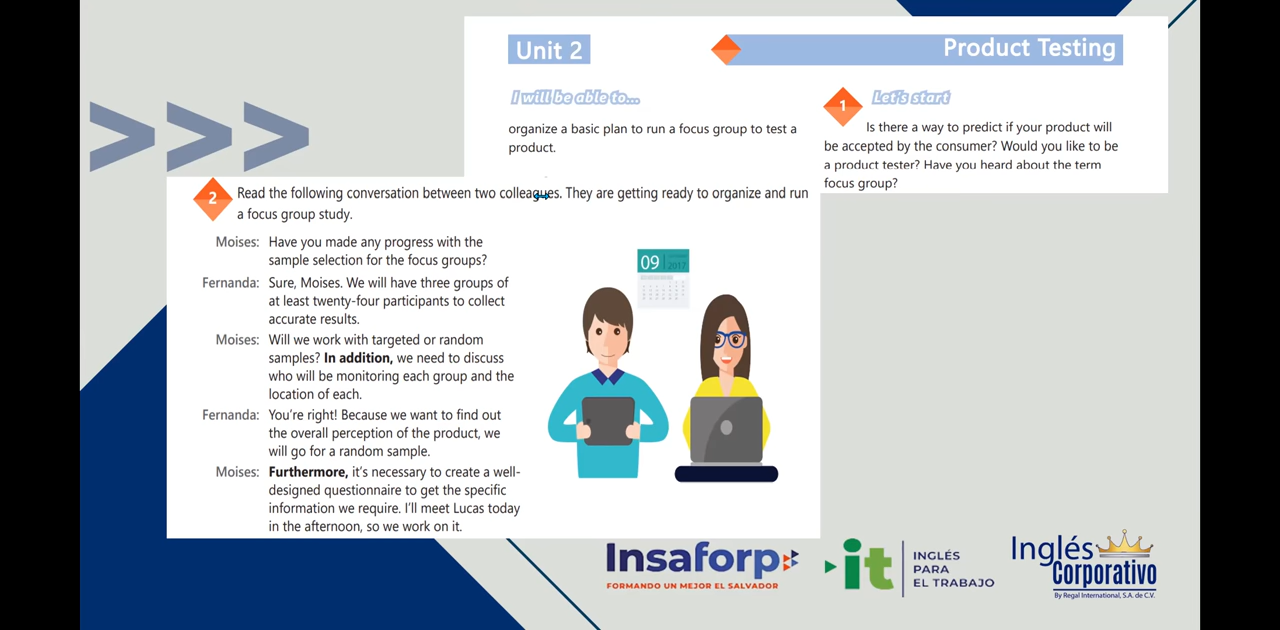 Unit 2
Product Testing
I will be able to...
organize a basic plan to run a focus group to test a
product.
1
Let's start
Is there a way to predict if your product will
be accepted by the consumer? Would you like to be
a product tester? Have you heard about the term
focus group?
2
Read the following conversation between two colleagues. They are getting ready to organize and run
a focus group study.
Moises: Have you made any progress with the
sample selection for the focus groups?
Fernanda: Sure, Moises. We will have three groups of
at least twenty-four participants to collect
accurate results.
Moises: Will we work with targeted or random
samples? In addition, we need to discuss
who will be monitoring each group and the
location of each.
Fernanda: You're right! Because we want to find out
the overall perception of the product, we
will go for a random sample.
Moises: Furthermore, it's necessary to create a well-
designed questionnaire to get the specific
information we require. I'll meet Lucas today
in the afternoon, so we work on it.
09
2017
Insaforp
FORMANDO UN MEJOR EL SALVADOR
it
INGLÉS
PARA
EL TRABAJO
Inglés
Corporativo
By Regal International, S.A. de C.V.